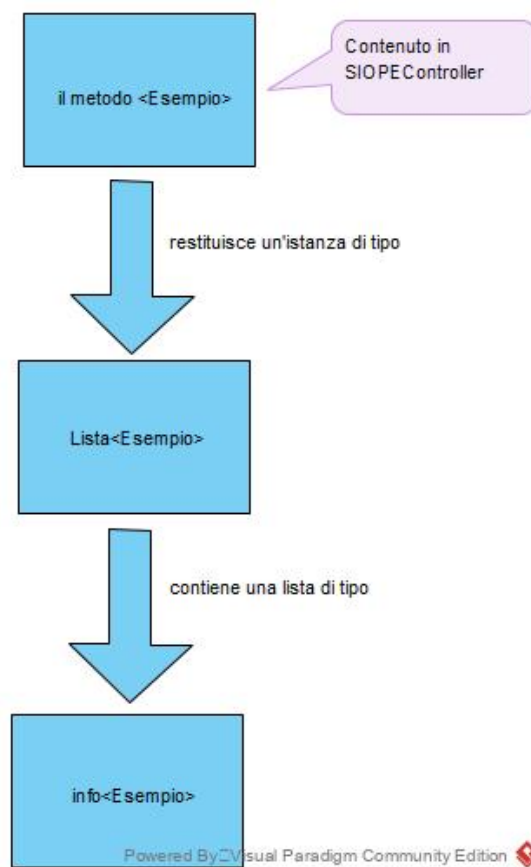 il metodo <Esempio>
Contenuto in
SIOPEController
restituisce un'istanza di tipo
Lista<Esempio>
contiene una lista di tipo
info<Esempio>
Powered By Visual Paradigm Community Edition